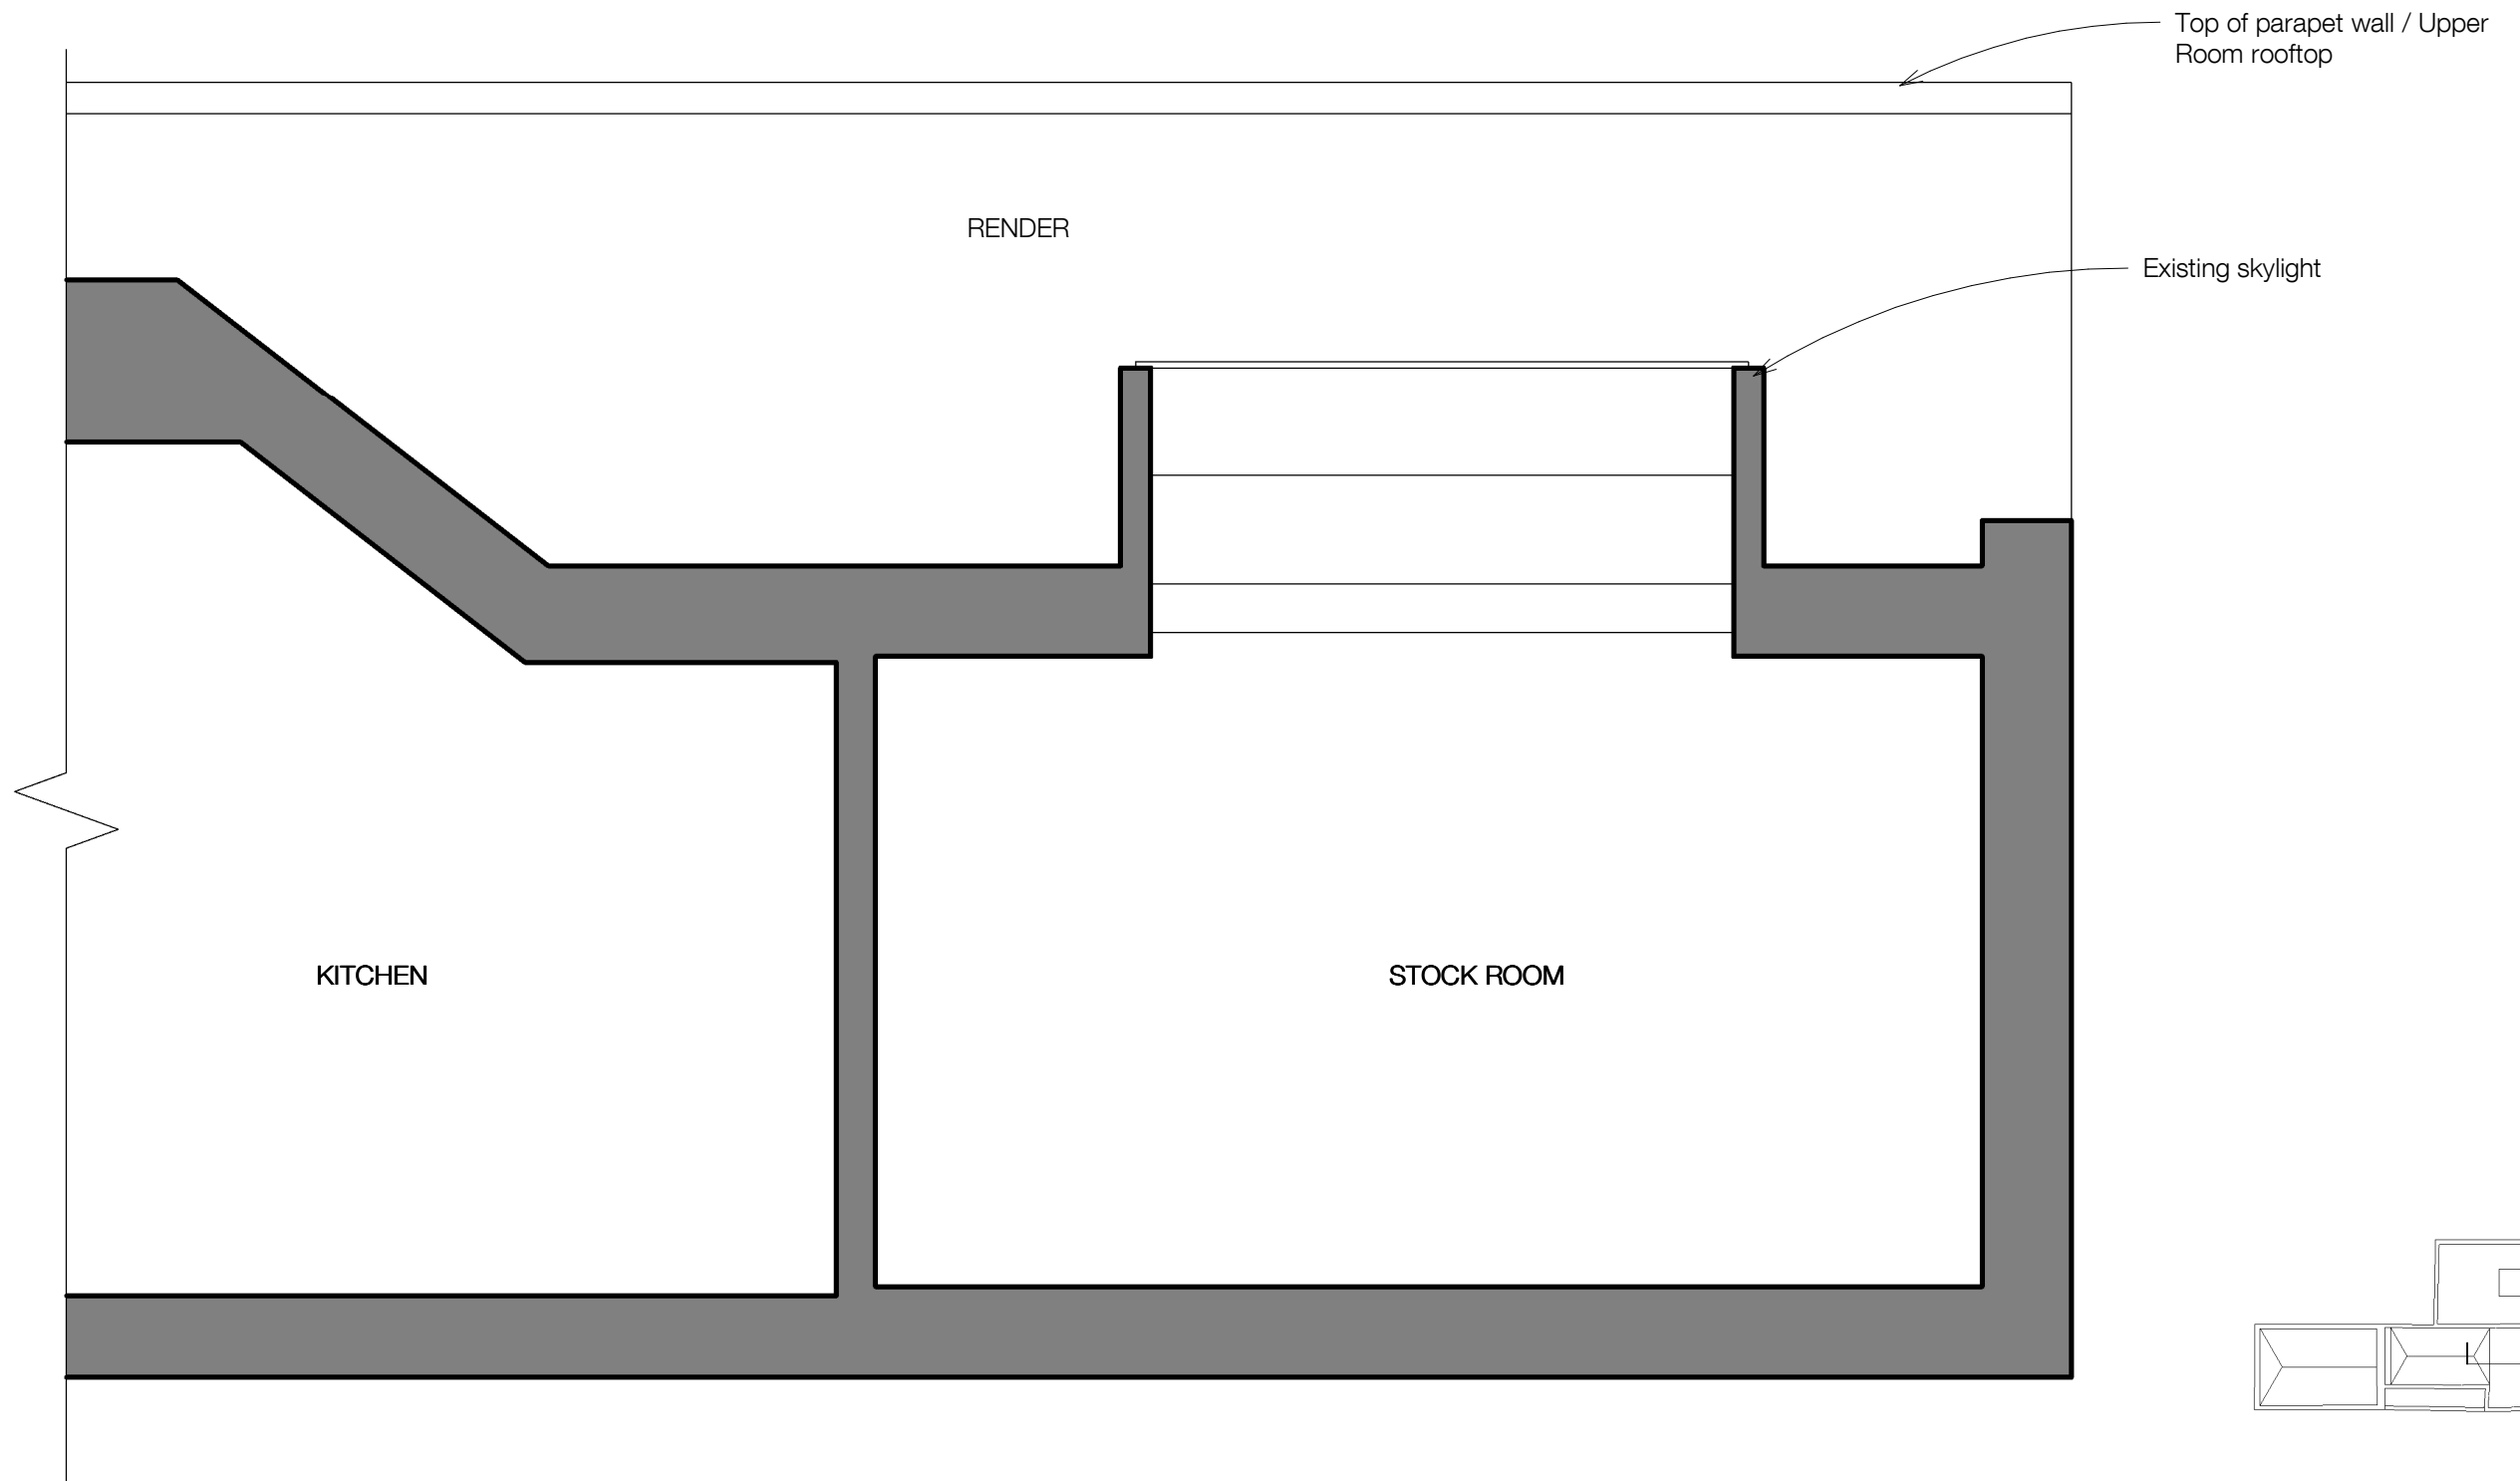 Top of parapet wall / Upper
Room rooftop
RENDER
Existing skylight
KITCHEN
STOCK ROOM